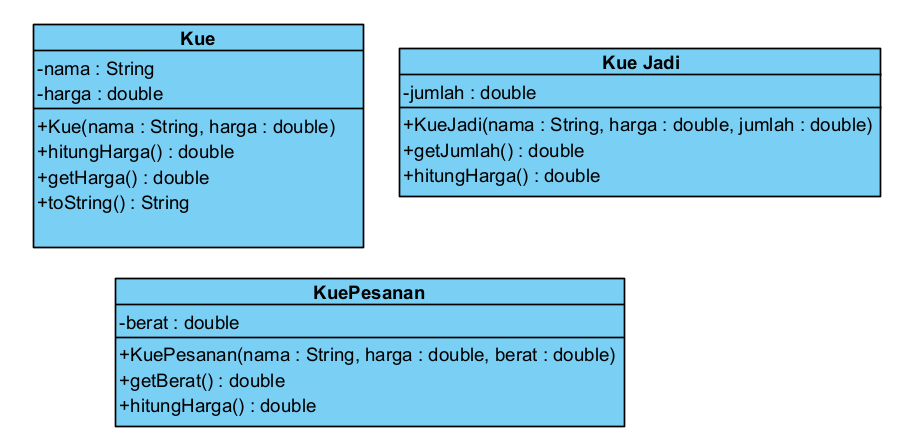 Kue
-nama : String
-harga : double
+Kue(nama : String, harga : double)
+hitungHarga() : double
+getHarga() : double
+toString() : String
Kue Jadi
-jumlah : double
+KueJadi(nama : String, harga : double, jumlah : double)
+getJumlah() : double
+hitungHarga() : double
KuePesanan
-berat : double
+KuePesanan(nama : String, harga : double, berat : double)
+getBerat() : double
+hitungHarga() : double